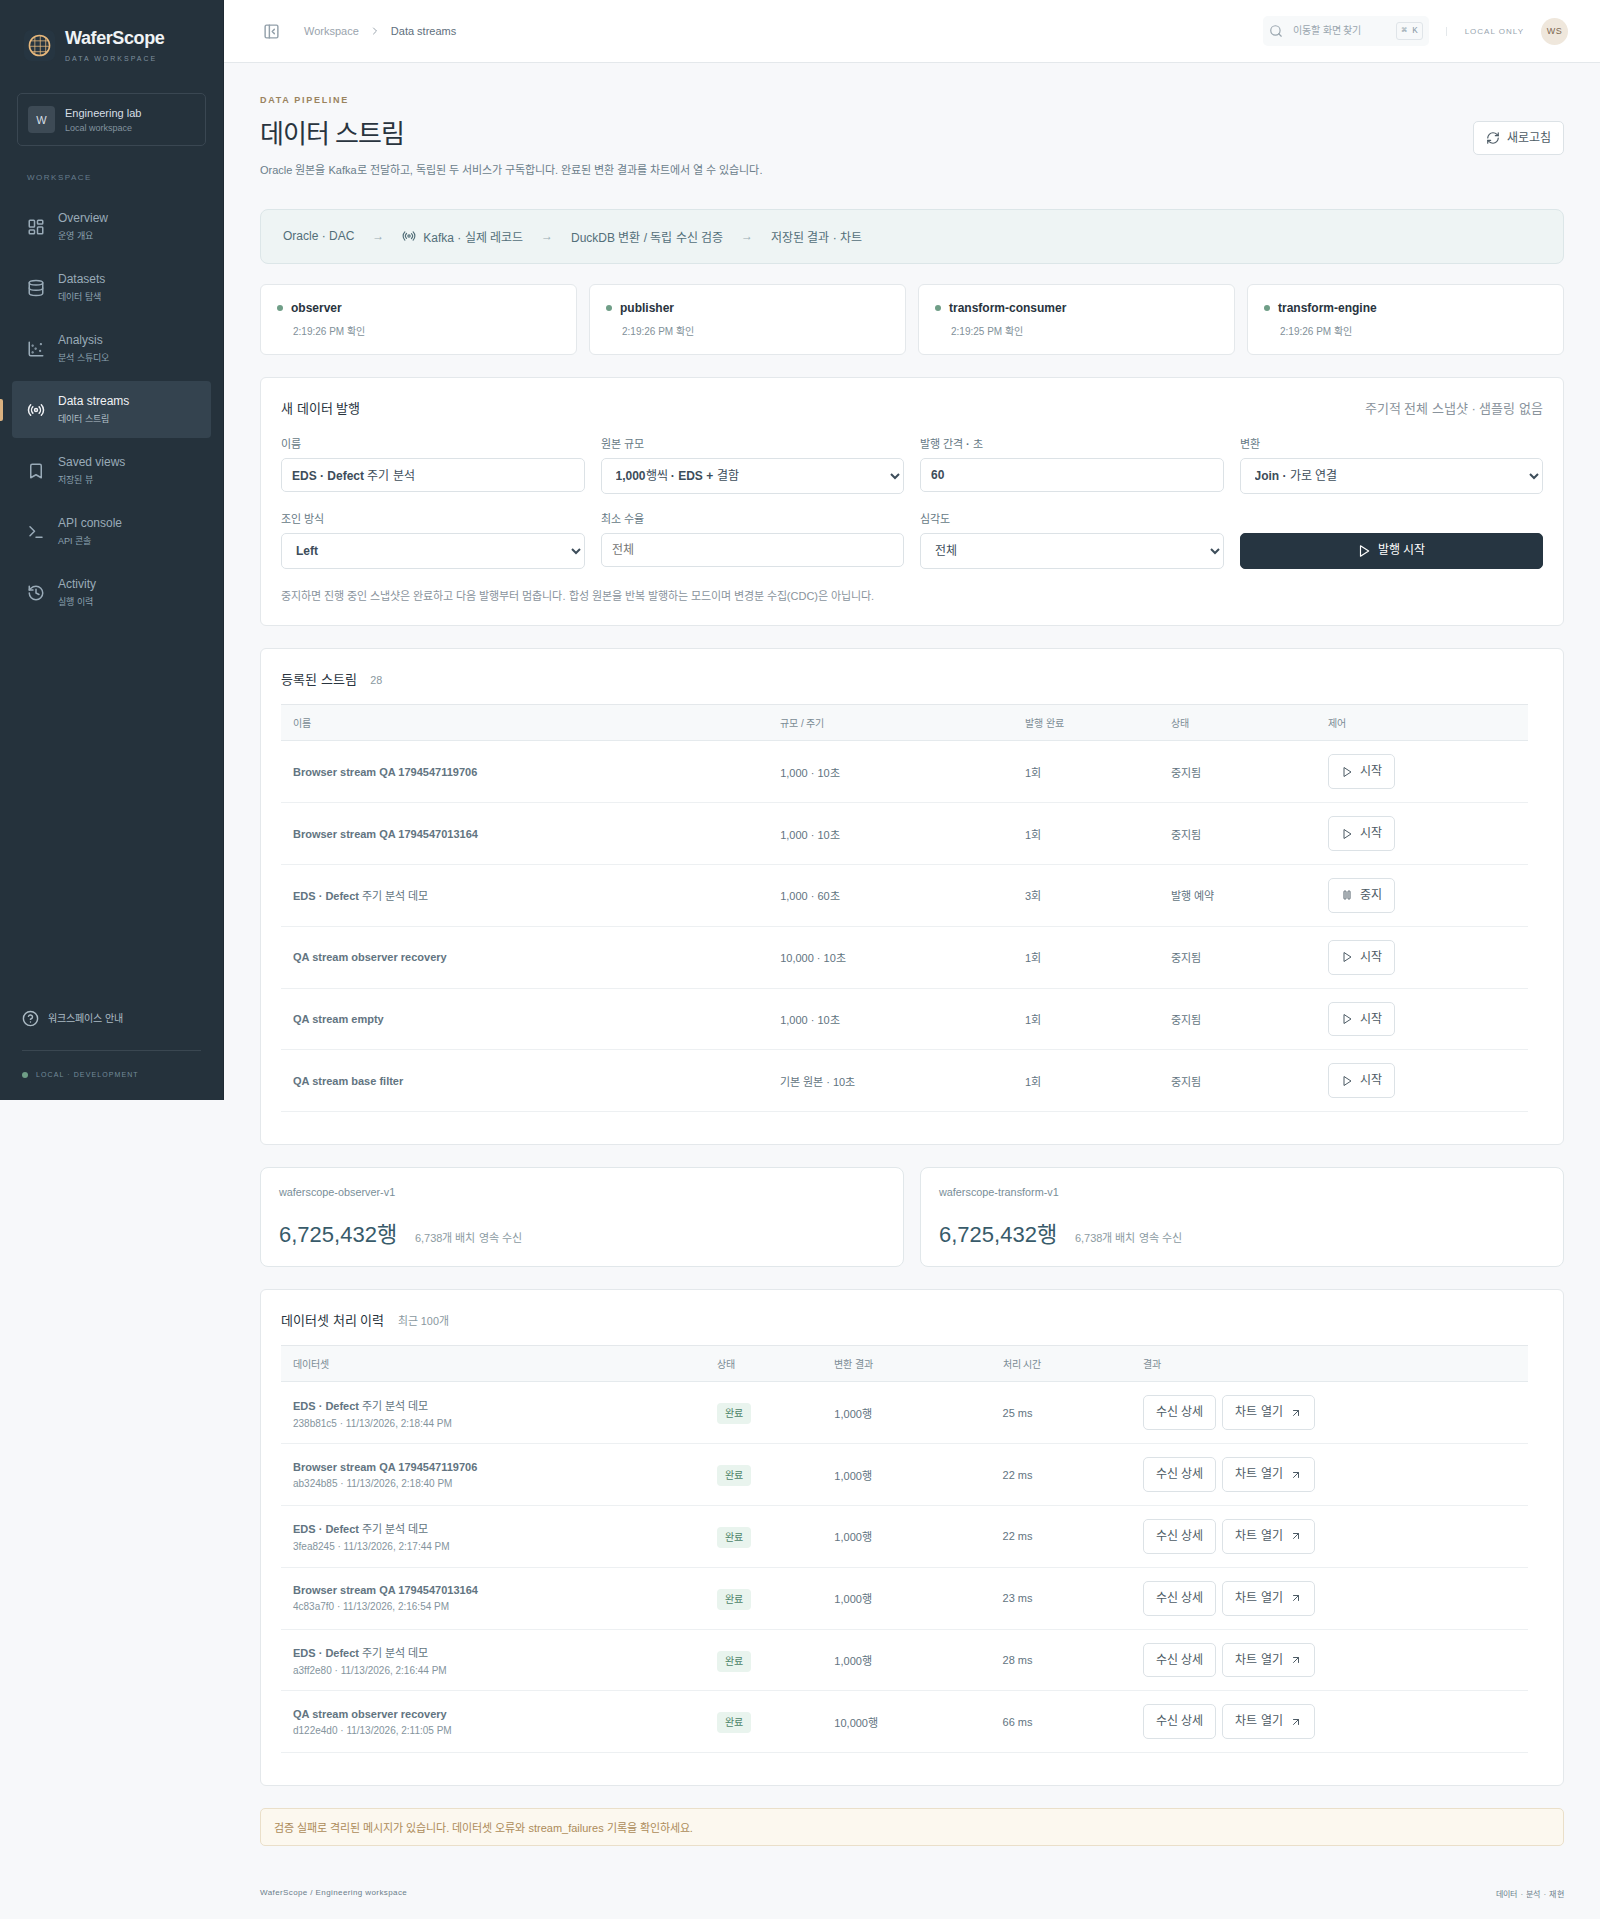 WaferScope
DATA WORKSPACE
W
Engineering lab
Local workspace
WORKSPACE
Overview
운영 개요
Datasets
데이터 탐색
Analysis
분석 스튜디오
Data streams
데이터 스트림
Saved views
저장된 뷰
API console
API 콘솔
Activity
실행 이력
워크스페이스 안내
LOCAL · DEVELOPMENT
Workspace > Data streams
이동할 화면 찾기 ⌘ K
LOCAL ONLY
WS
DATA PIPELINE
데이터 스트림
Oracle 원본을 Kafka로 전달하고, 독립된 두 서비스가 구독합니다. 완료된 변환 결과를 차트에서 열 수 있습니다.
새로고침
Oracle · DAC → Kafka · 실제 레코드 → DuckDB 변환 / 독립 수신 검증 → 저장된 결과 · 차트
observer
2:19:26 PM 확인
publisher
2:19:26 PM 확인
transform-consumer
2:19:25 PM 확인
transform-engine
2:19:26 PM 확인
새 데이터 발행
주기적 전체 스냅샷 · 샘플링 없음
이름 원본 규모 발행 간격 · 초 변환
EDS · Defect 주기 분석 1,000행씩 · EDS + 결함 60 Join · 가로 연결
조인 방식 최소 수율 심각도
Left 전체 전체 발행 시작
중지하면 진행 중인 스냅샷은 완료하고 다음 발행부터 멈춥니다. 합성 원본을 반복 발행하는 모드이며 변경분 수집(CDC)은 아닙니다.
등록된 스트림 28
이름 규모 / 주기 발행 완료 상태 제어
Browser stream QA 1794547119706 1,000 · 10초 1회 중지됨 시작
Browser stream QA 1794547013164 1,000 · 10초 1회 중지됨 시작
EDS · Defect 주기 분석 데모 1,000 · 60초 3회 발행 예약 중지
QA stream observer recovery 10,000 · 10초 1회 중지됨 시작
QA stream empty 1,000 · 10초 1회 중지됨 시작
QA stream base filter 기본 원본 · 10초 1회 중지됨 시작
waferscope-observer-v1
6,725,432행 6,738개 배치 영속 수신
waferscope-transform-v1
6,725,432행 6,738개 배치 영속 수신
데이터셋 처리 이력 최근 100개
데이터셋 상태 변환 결과 처리 시간 결과
EDS · Defect 주기 분석 데모
238b81c5 · 11/13/2026, 2:18:44 PM
완료 1,000행 25 ms 수신 상세 차트 열기
Browser stream QA 1794547119706
ab324b85 · 11/13/2026, 2:18:40 PM
완료 1,000행 22 ms 수신 상세 차트 열기
EDS · Defect 주기 분석 데모
3fea8245 · 11/13/2026, 2:17:44 PM
완료 1,000행 22 ms 수신 상세 차트 열기
Browser stream QA 1794547013164
4c83a7f0 · 11/13/2026, 2:16:54 PM
완료 1,000행 23 ms 수신 상세 차트 열기
EDS · Defect 주기 분석 데모
a3ff2e80 · 11/13/2026, 2:16:44 PM
완료 1,000행 28 ms 수신 상세 차트 열기
QA stream observer recovery
d122e4d0 · 11/13/2026, 2:11:05 PM
완료 10,000행 66 ms 수신 상세 차트 열기
검증 실패로 격리된 메시지가 있습니다. 데이터셋 오류와 stream_failures 기록을 확인하세요.
WaferScope / Engineering workspace
데이터 · 분석 · 재현